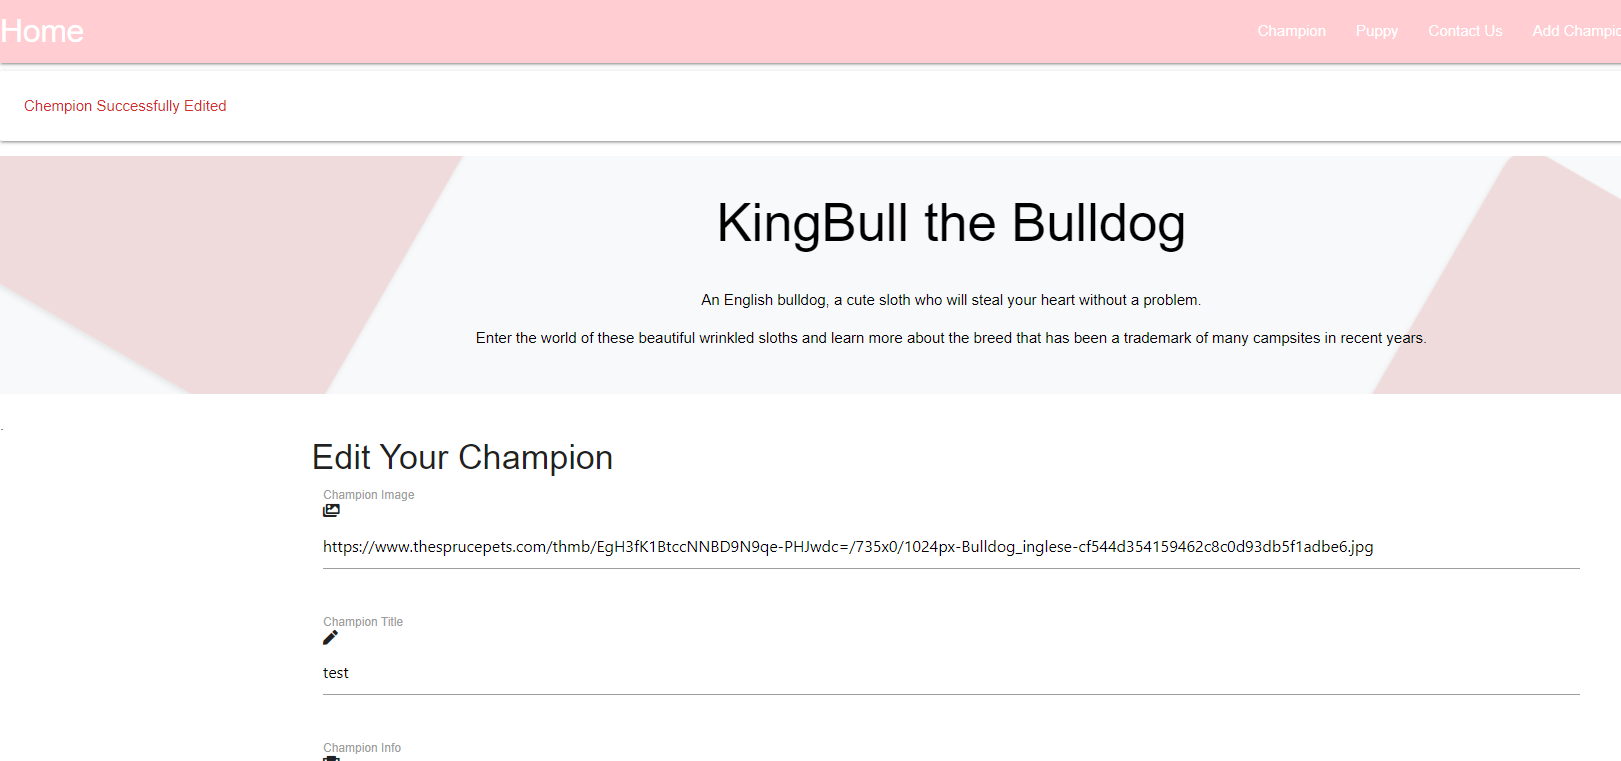 Home
Champion Puppy Contact Us Add Champio
Chempion Successfully Edited
KingBull the Bulldog
An English bulldog, a cute sloth who will steal your heart without a problem.
Enter the world of these beautiful wrinkled sloths and learn more about the breed that has been a trademark of many campsites in recent years.
.
Edit Your Champion
Champion Image
https://www.thesprucepets.com/thmb/EgH3fK1BtccNNBD9N9qe-PHJwdc=/735x0/1024px-Bulldog_inglese-cf544d354159462c8c0d93db5f1adbe6.jpg
Champion Title
test
Champion Info